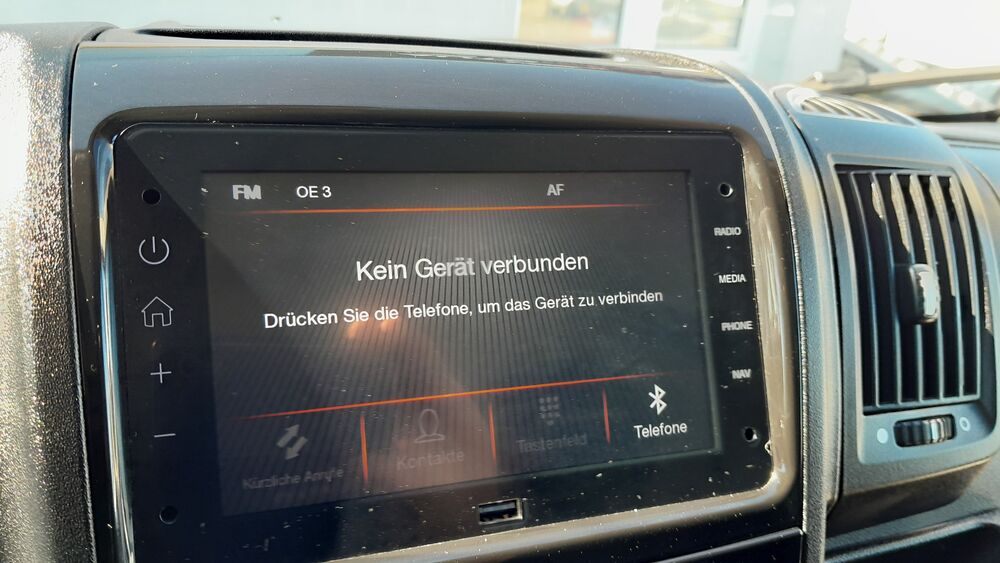 FM OE 3 AF
RADIO
Kein Gerät verbunden
MEDIA
Drücken Sie die Telefone, um das Gerät zu verbinden
PHONE
NAV
Kürzliche Anrufe
Kontakte
Tastenfeld
Telefone